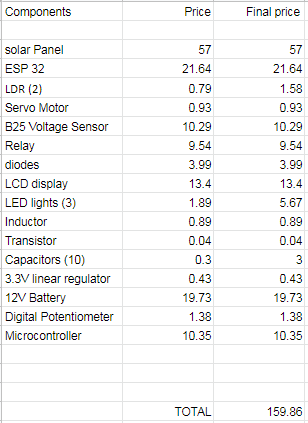 Components Price Final price
solar Panel 57 57
ESP 32 21.64 21.64
LDR (2) 0.79 1.58
Servo Motor 0.93 0.93
B25 Voltage Sensor 10.29 10.29
Relay 9.54 9.54
diodes 3.99 3.99
LCD display 13.4 13.4
LED lights (3) 1.89 5.67
Inductor 0.89 0.89
Transistor 0.04 0.04
Capacitors (10) 0.3 3
3.3V linear regulator 0.43 0.43
12V Battery 19.73 19.73
Digital Potentiometer 1.38 1.38
Microcontroller 10.35 10.35
TOTAL 159.86